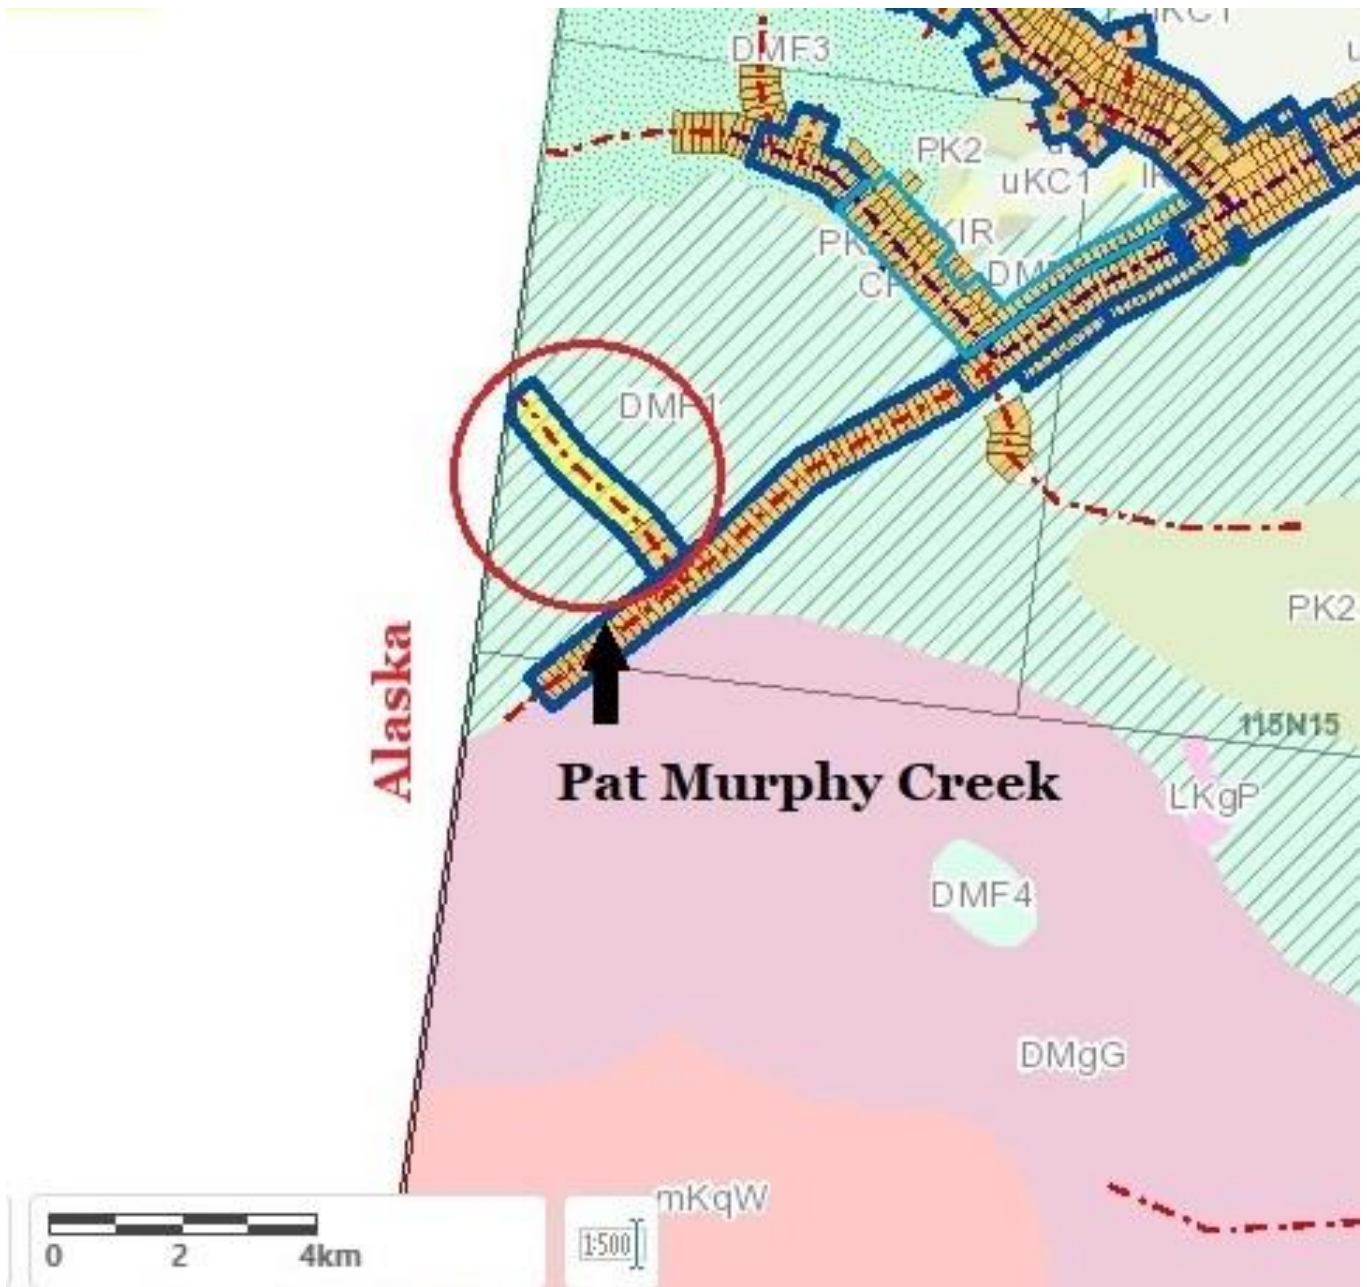 DMF3
PK2
uKC1
DMF1
PK2
Alaska
115N15
Pat Murphy Creek
LKgP
DMF4
DMgG
mKqW
0 2 4km
1:500